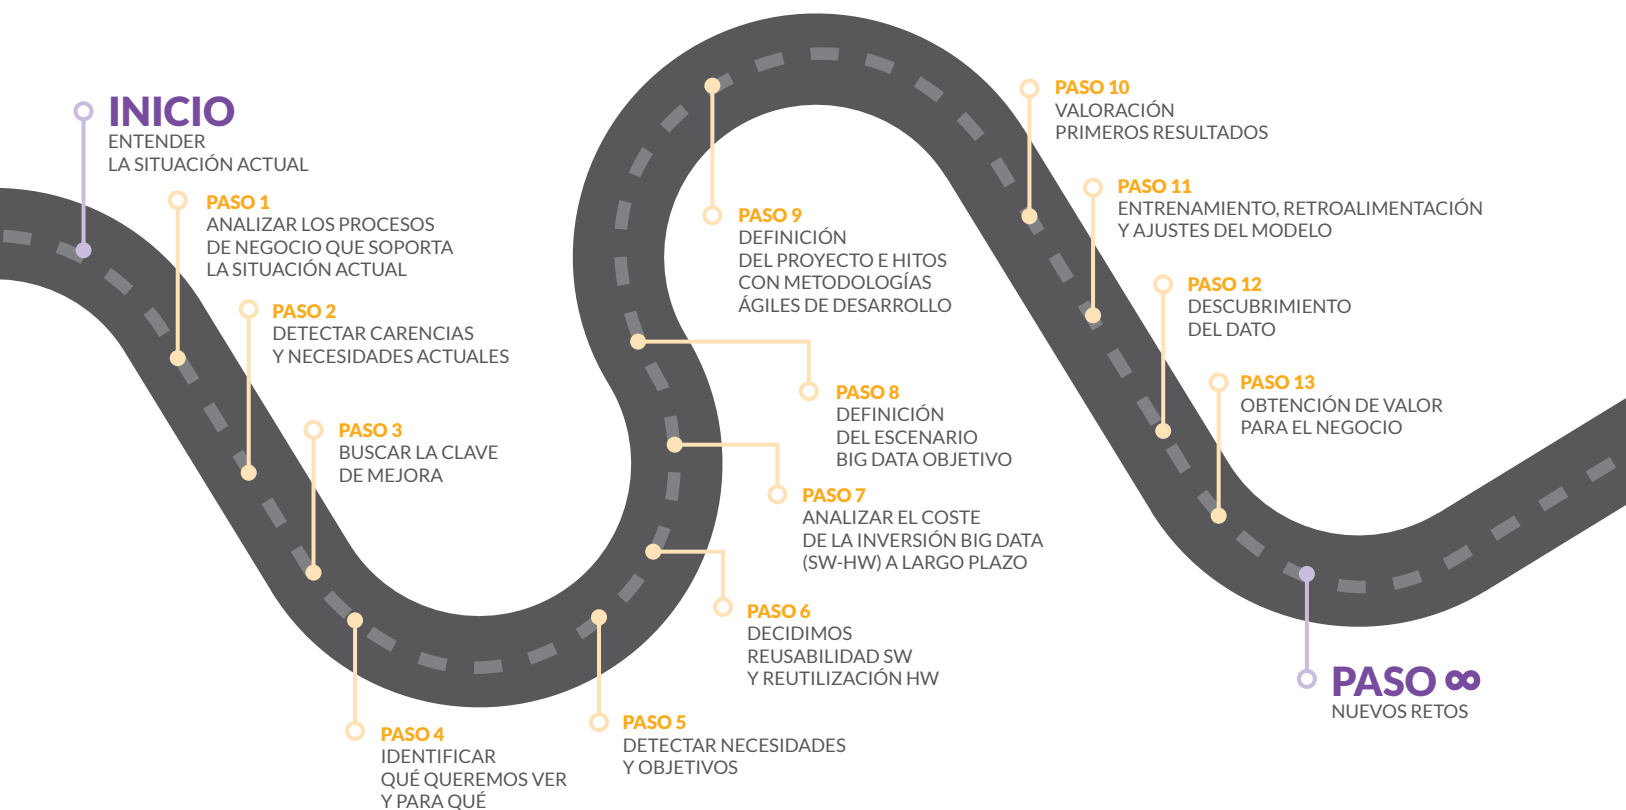 INICIO
ENTENDER
LA SITUACIÓN ACTUAL
PASO 1
ANALIZAR LOS PROCESOS
DE NEGOCIO QUE SOPORTA
LA SITUACIÓN ACTUAL
PASO 2
DETECTAR CARENCIAS
Y NECESIDADES ACTUALES
PASO 3
BUSCAR LA CLAVE
DE MEJORA
PASO 4
IDENTIFICAR
QUÉ QUEREMOS VER
Y PARA QUÉ
PASO 5
DETECTAR NECESIDADES
Y OBJETIVOS
PASO 6
DECIDIMOS
REUSABILIDAD SW
Y REUTILIZACIÓN HW
PASO 7
ANALIZAR EL COSTE
DE LA INVERSIÓN BIG DATA
(SW-HW) A LARGO PLAZO
PASO 8
DEFINICIÓN
DEL ESCENARIO
BIG DATA OBJETIVO
PASO 9
DEFINICIÓN
DEL PROYECTO E HITOS
CON METODOLOGÍAS
ÁGILES DE DESARROLLO
PASO 10
VALORACIÓN
PRIMEROS RESULTADOS
PASO 11
ENTRENAMIENTO, RETROALIMENTACIÓN
Y AJUSTES DEL MODELO
PASO 12
DESCUBRIMIENTO
DEL DATO
PASO 13
OBTENCIÓN DE VALOR
PARA EL NEGOCIO
PASO ∞
NUEVOS RETOS